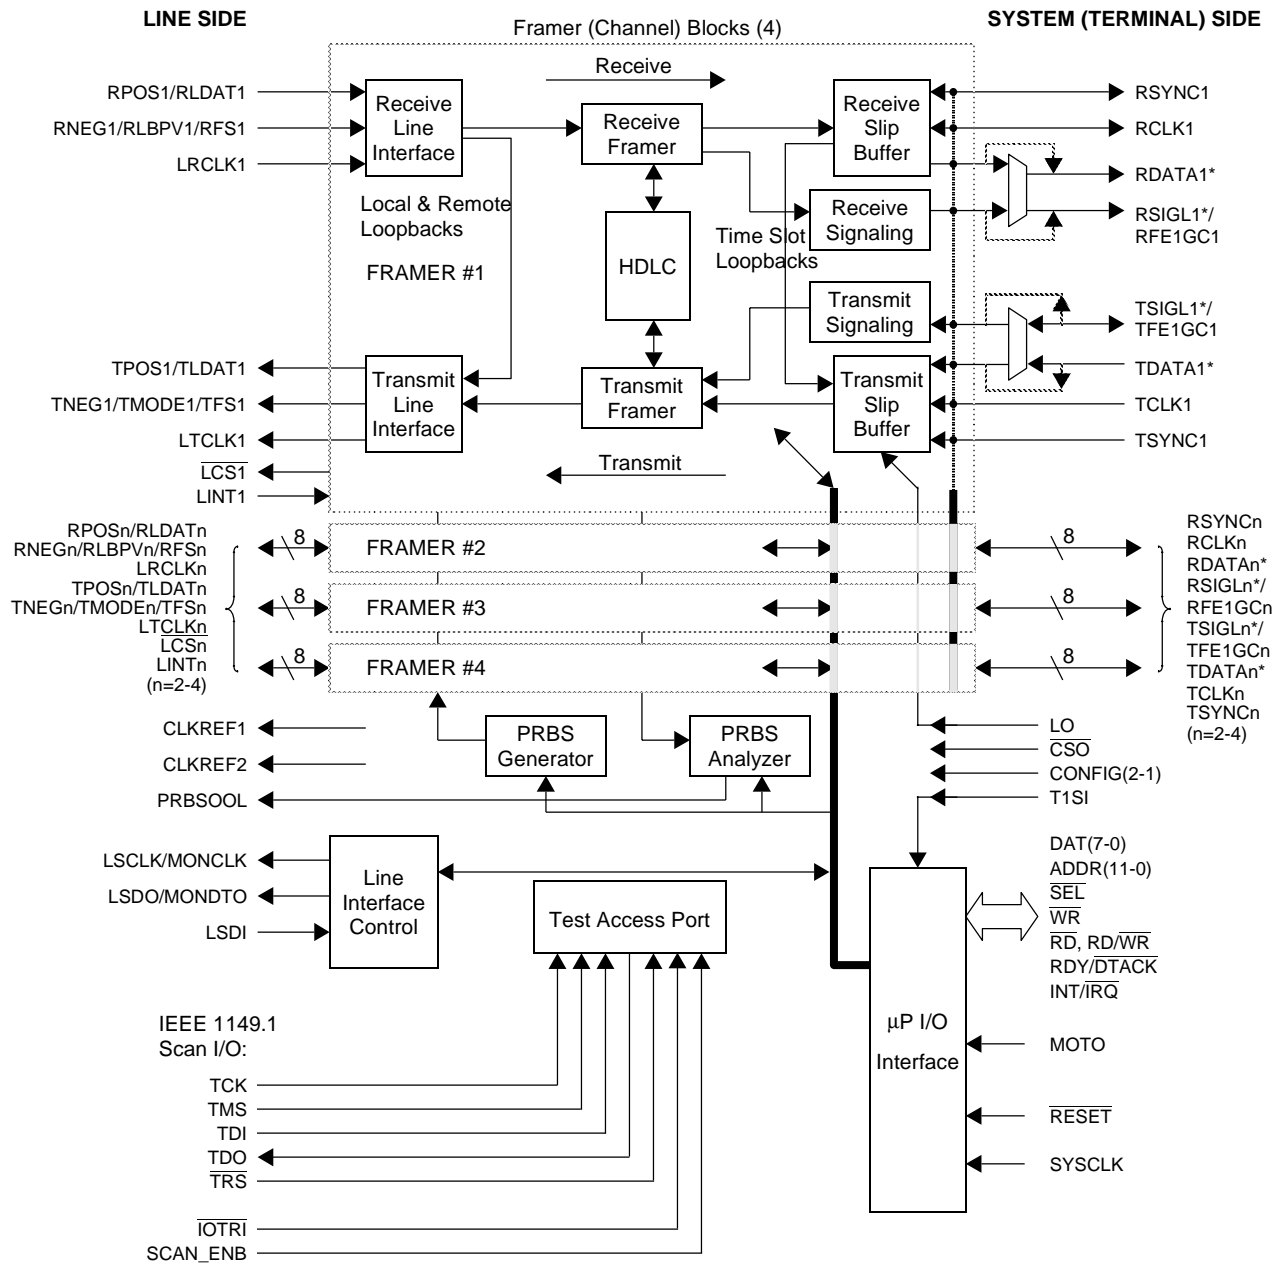 LINE SIDE
Framer (Channel) Blocks (4)
SYSTEM (TERMINAL) SIDE
Receive
RPOS1/RLDAT1
RNEG1/RLBPV1/RFS1
LRCLK1
Receive
Line
Interface
Receive
Framer
Receive
Slip
Buffer
RSYNC1
RCLK1
RDATA1*
RSIGL1*/
RFE1GC1
Local & Remote
Loopbacks
FRAMER #1
HDLC
Time Slot
Loopbacks
Receive
Signaling
Transmit
Signaling
TSIGL1*/
TFE1GC1
TDATA1*
TCLK1
TSYNC1
TPOS1/TLDAT1
TNEG1/TMODE1/TFS1
LTCLK1
LCS1
LINT1
Transmit
Line
Interface
Transmit
Framer
Transmit
Slip
Buffer
Transmit
RPOSn/RLDATn
RNEGn/RLBPVn/RFSn
LRCLKn
TPOSn/TLDATn
TNEGn/TMODEn/TFSn
LTCLKn
LCSn
LINTn
(n=2-4)
8
FRAMER #2
8
8
FRAMER #3
8
8
FRAMER #4
8
RSYNCn
RCLKn
RDATAn*
RSIGLn*/
RFE1GCn
TSIGLn*/
TFE1GCn
TDATAn*
TCLKn
TSYNCn
(n=2-4)
CLKREF1
CLKREF2
PRBSOOL
PRBS
Generator
PRBS
Analyzer
LO
CSO
CONFIG(2-1)
T1SI
LSCLK/MONCLK
LSDO/MONDTO
LSDI
Line
Interface
Control
Test Access Port
DAT(7-0)
ADDR(11-0)
SEL
WR
RD, RD/WR
RDY/DTACK
INT/IRQ
µP I/O
Interface
MOTO
RESET
SYSCLK
IEEE 1149.1
Scan I/O:
TCK
TMS
TDI
TDO
TRS
IOTRI
SCAN_ENB